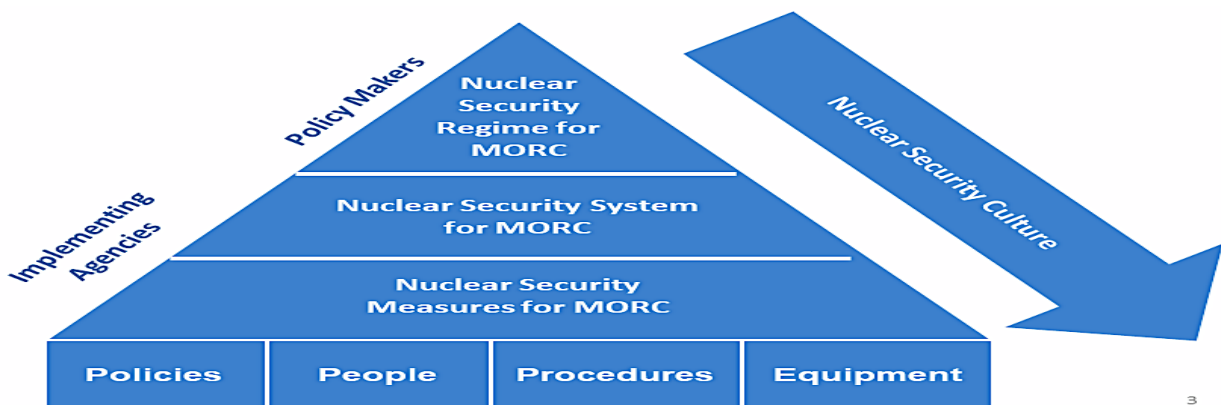 Policy Makers
Nuclear
Security
Regime for
MORC
Nuclear Security Culture
Implementing
Agencies
Nuclear Security System
for MORC
Nuclear Security
Measures for MORC
Policies
People
Procedures
Equipment
3